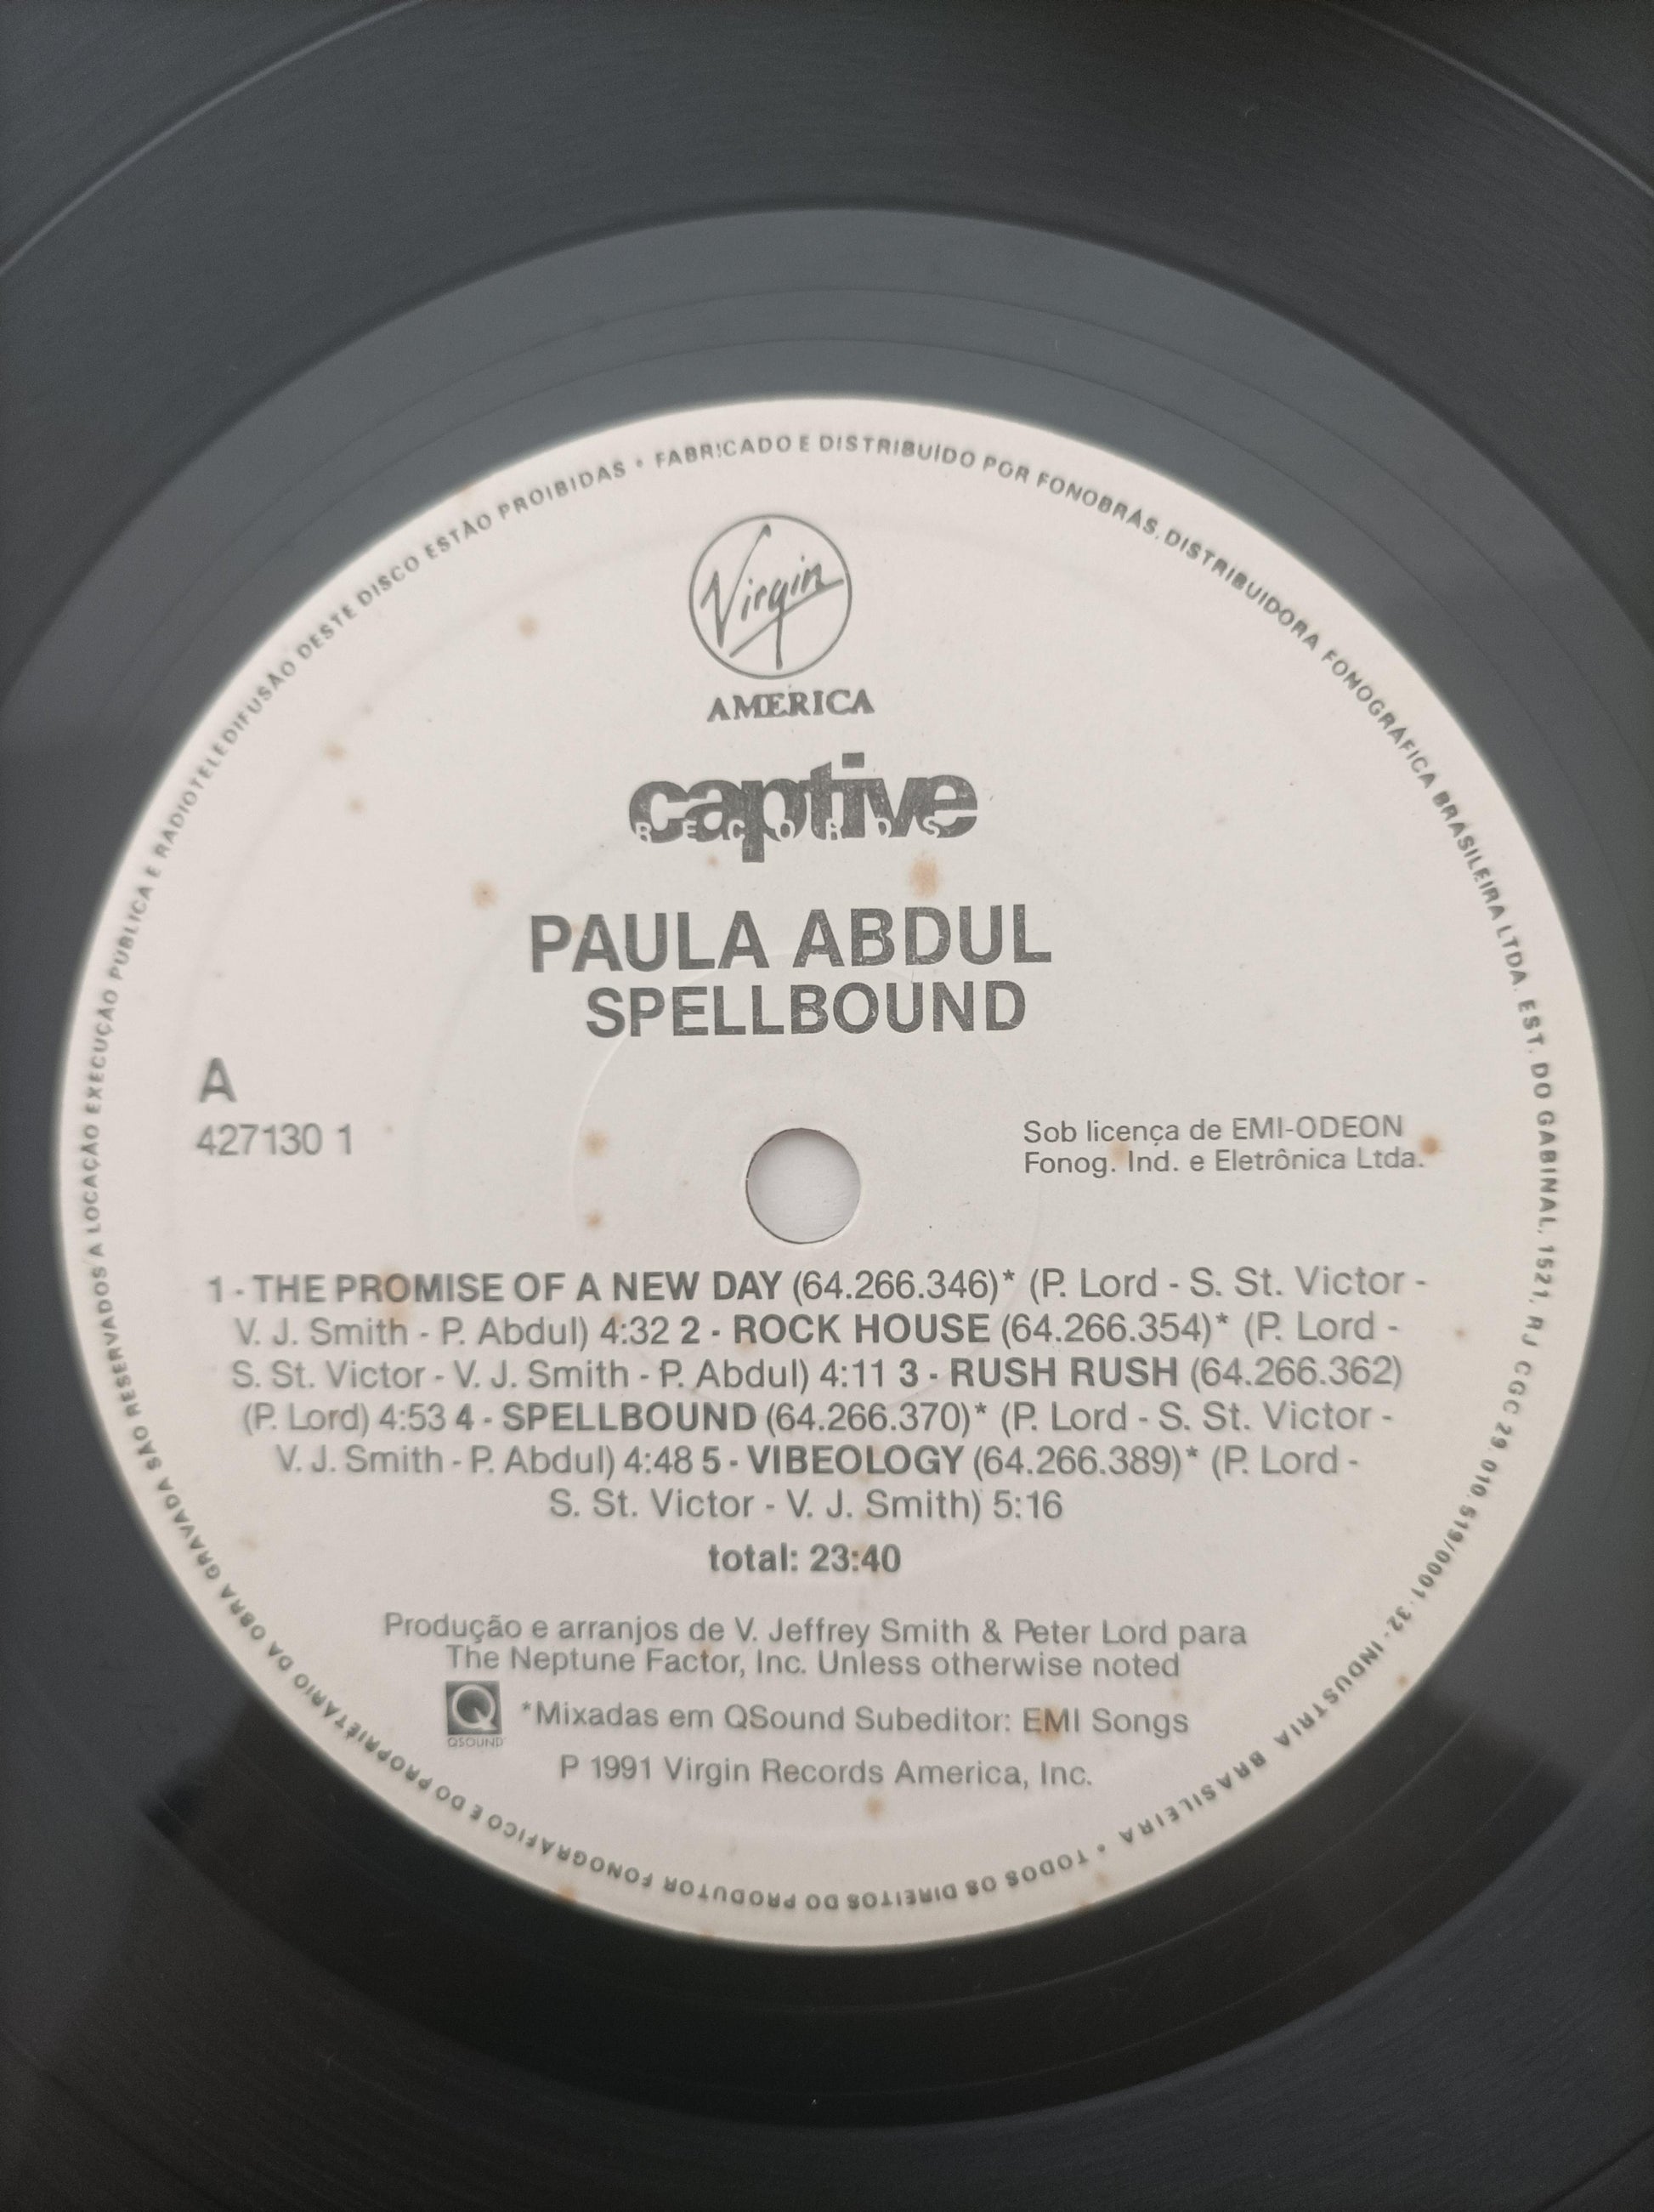 FABRICADO E DISTRIBUÍDO POR FONOBRÁS, DISTRIBUIDORA FONOGRÁFICA BRASILEIRA LTDA. EST. DO GABINAL, 1521, RJ CGC 29.010.519/0001-32 - INDUSTRIA BRASILEIRA • TODOS OS DIREITOS DO PRODUTOR FONOGRÁFICO E DO PROPRIETÁRIO DA OBRA GRAVADA SÃO RESERVADOS A LOCAÇÃO EXECUÇÃO PUBLICA E RADIOTELEDIFUSÃO DESTE DISCO ESTÃO PROIBIDAS •
Virgin
AMERICA
captive
RECORDS
PAULA ABDUL
SPELLBOUND
A
427130 1
Sob licença de EMI-ODEON
Fonog. Ind. e Eletrônica Ltda.
1 - THE PROMISE OF A NEW DAY (64.266.346)* (P. Lord - S. St. Victor -
V. J. Smith - P. Abdul) 4:32 2 - ROCK HOUSE (64.266.354)* (P. Lord -
S. St. Victor - V. J. Smith - P. Abdul) 4:11 3 - RUSH RUSH (64.266.362)
(P. Lord) 4:53 4 - SPELLBOUND (64.266.370)* (P. Lord - S. St. Victor -
V. J. Smith - P. Abdul) 4:48 5 - VIBEOLOGY (64.266.389)* (P. Lord -
S. St. Victor - V. J. Smith) 5:16
total: 23:40
Produção e arranjos de V. Jeffrey Smith & Peter Lord para
The Neptune Factor, Inc. Unless otherwise noted
Q
QSOUND
*Mixadas em QSound Subeditor: EMI Songs
P 1991 Virgin Records America, Inc.